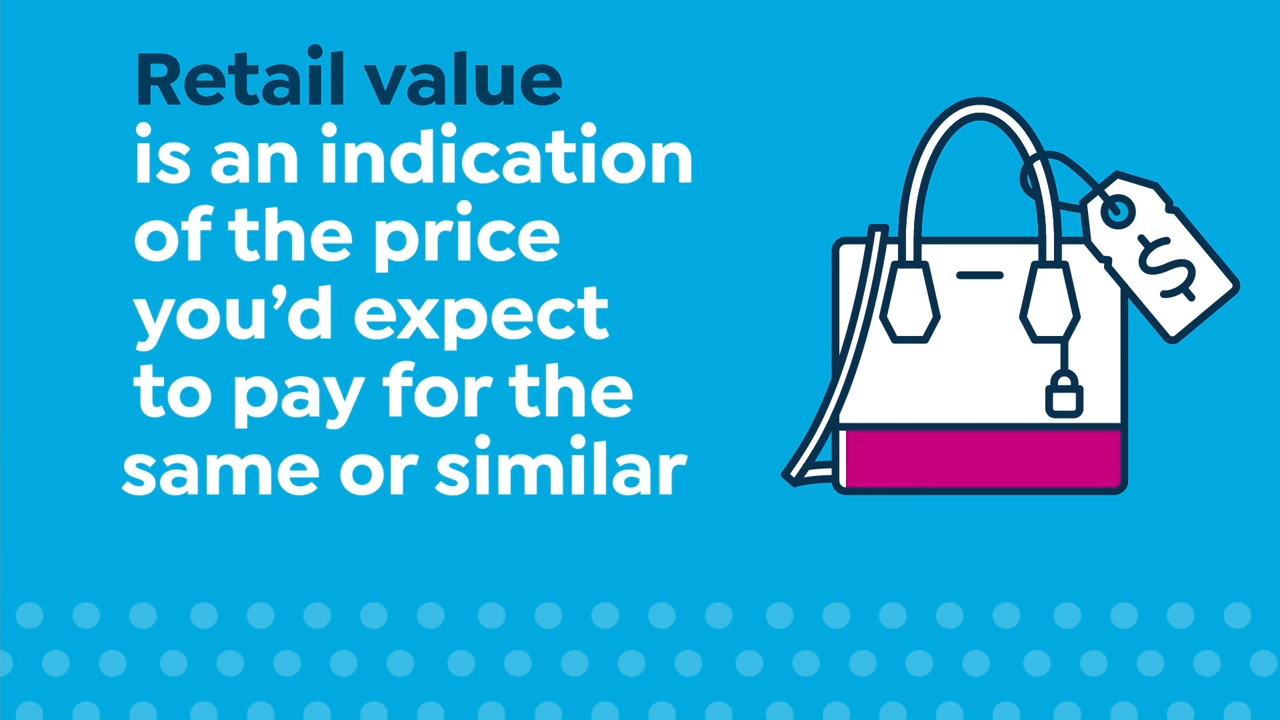 Retail value
is an indication
of the price
you’d expect
to pay for the
same or similar
$